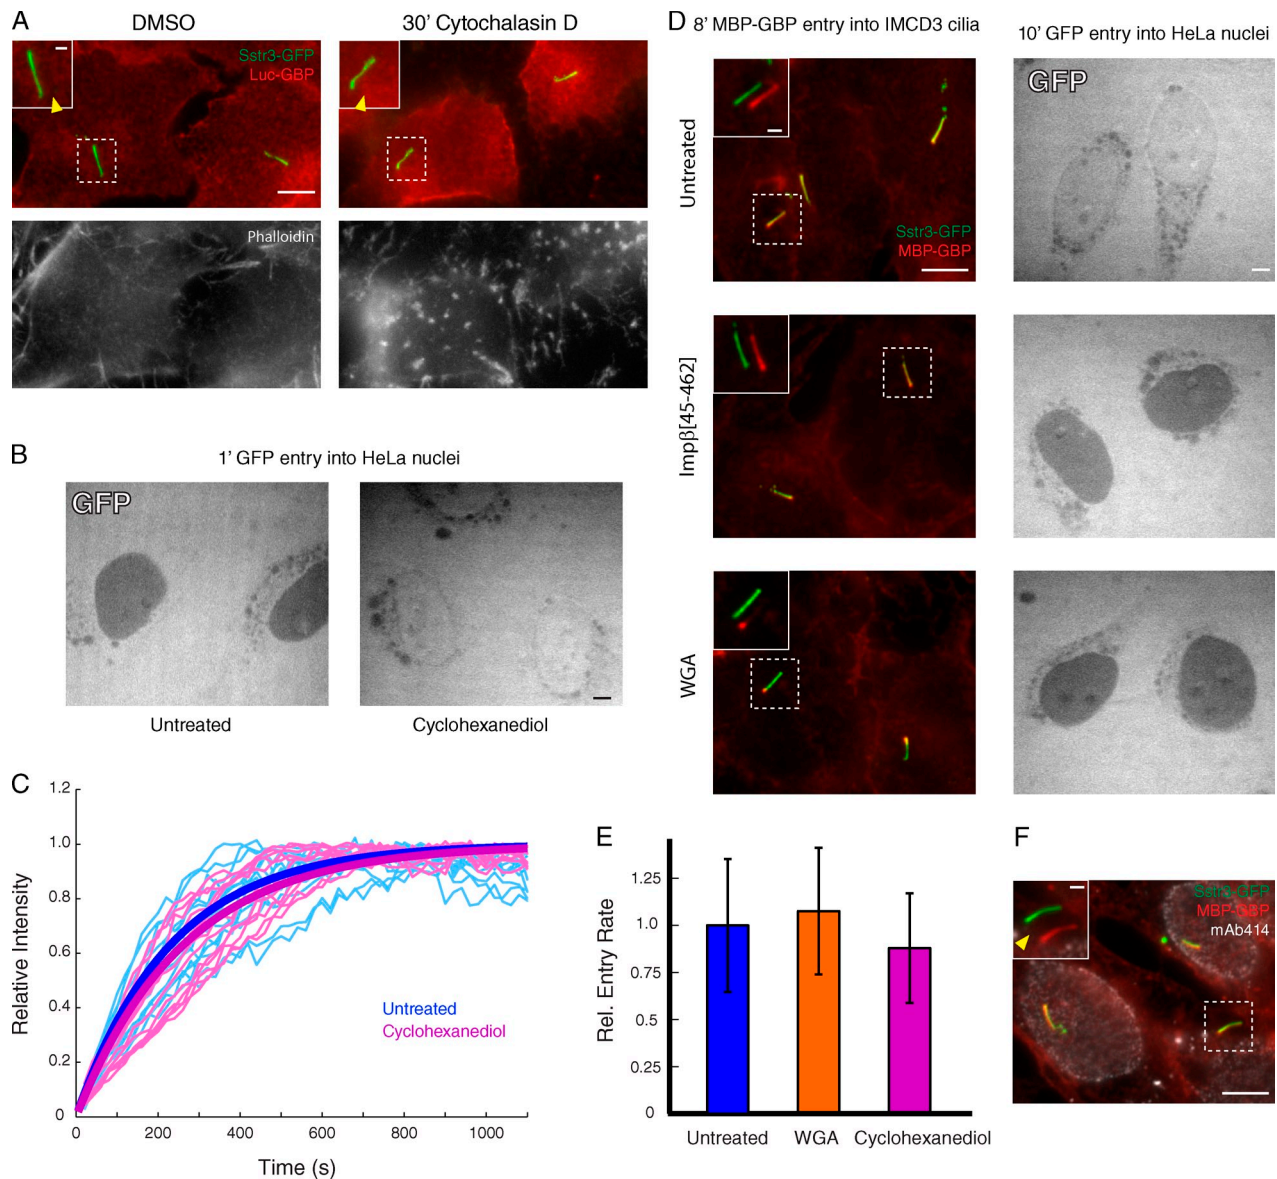 A
DMSO
30’ Cytochalasin D
Sstr3-GFP
Luc-GBP
Phalloidin
B
1’ GFP entry into HeLa nuclei
GFP
Untreated
Cyclohexanediol
C
1.2
1.0
0.8
0.6
0.4
0.2
0
Relative Intensity
Untreated
Cyclohexanediol
0 200 400 600 800 1000
Time (s)
D
8’ MBP-GBP entry into IMCD3 cilia
10’ GFP entry into HeLa nuclei
Untreated
Sstr3-GFP
MBP-GBP
GFP
Impβ[45-462]
WGA
E
1.25
1.0
0.75
0.5
0.25
0
Rel. Entry Rate
Untreated WGA Cyclohexanediol
F
Sstr3-GFP
MBP-GBP
mAb414